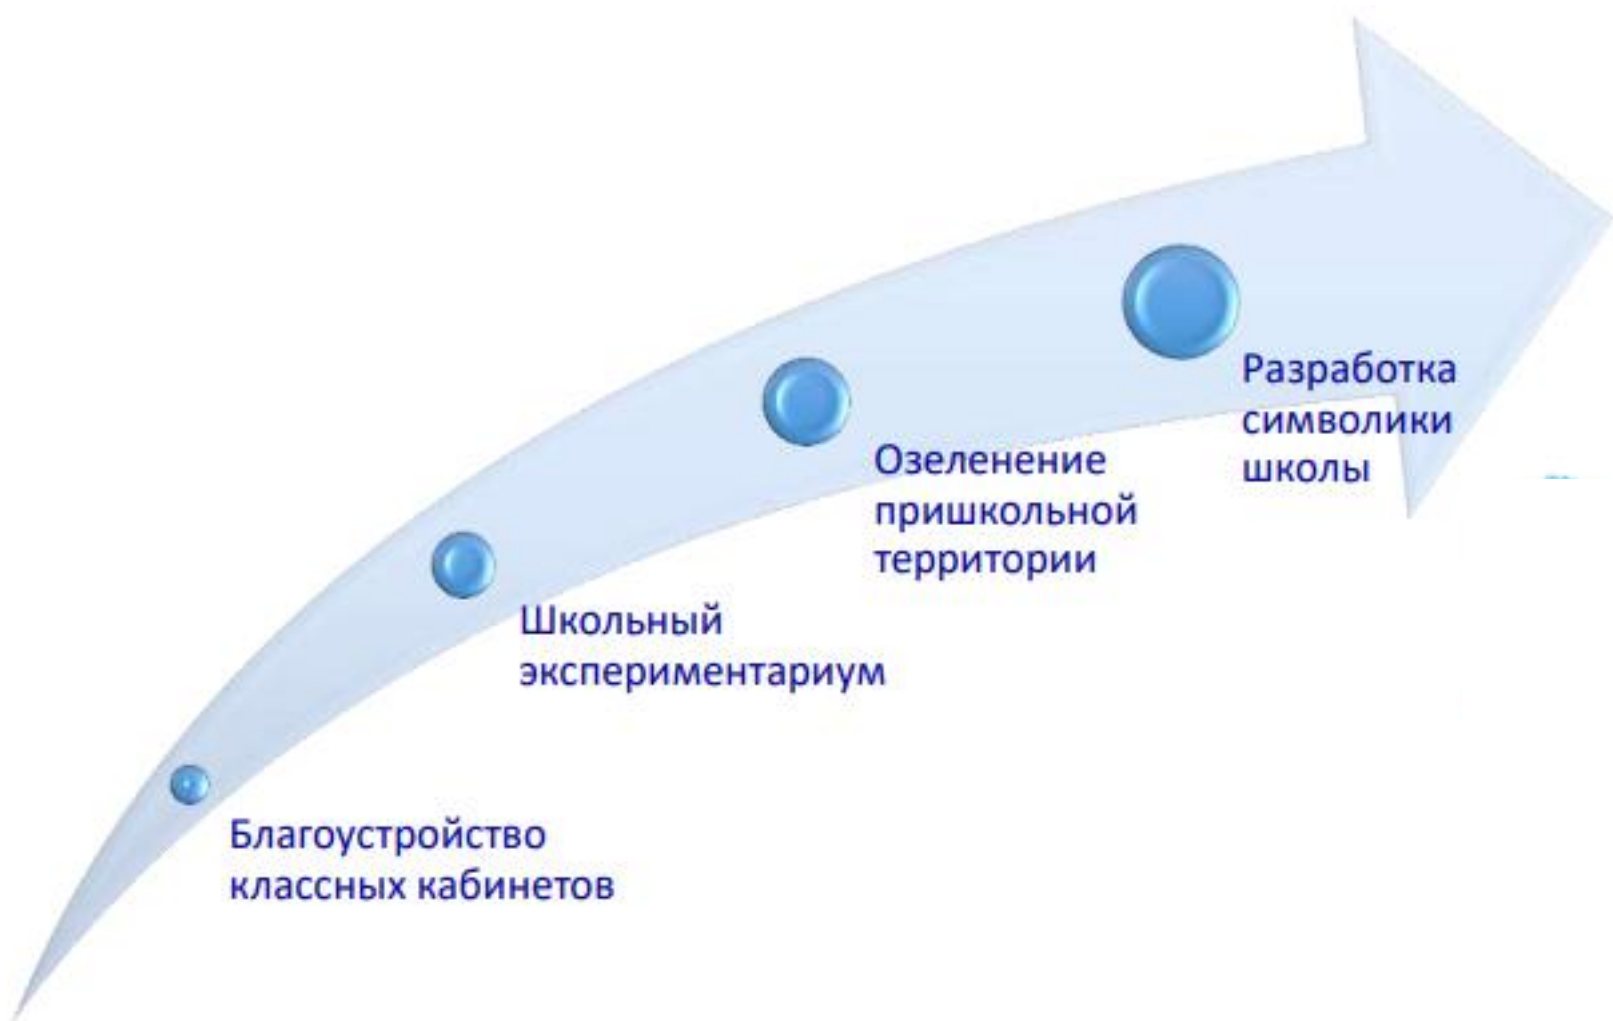 Разработка
символики
школы
Озеленение
пришкольной
территории
Школьный
экспериментариум
Благоустройство
классных кабинетов